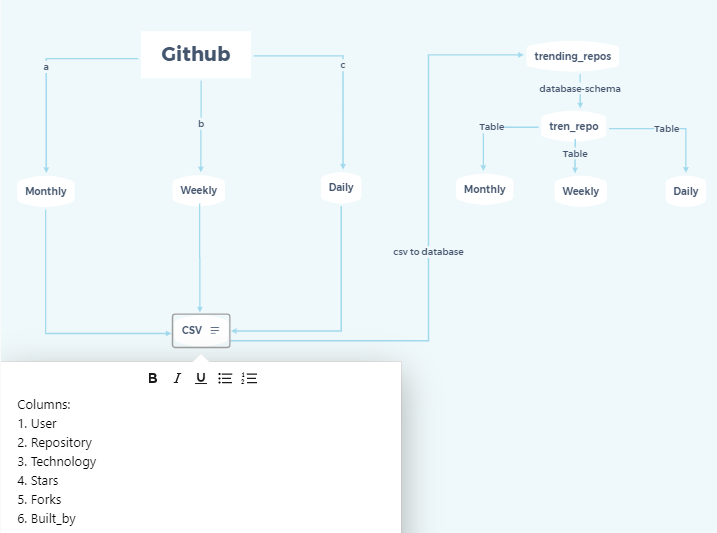 Github
trending_repos
a
c
database-schema
b
Table
tren_repo
Table
Table
Monthly
Weekly
Daily
Monthly
Weekly
Daily
csv to database
CSV
B I U
Columns:
1. User
2. Repository
3. Technology
4. Stars
5. Forks
6. Built_by